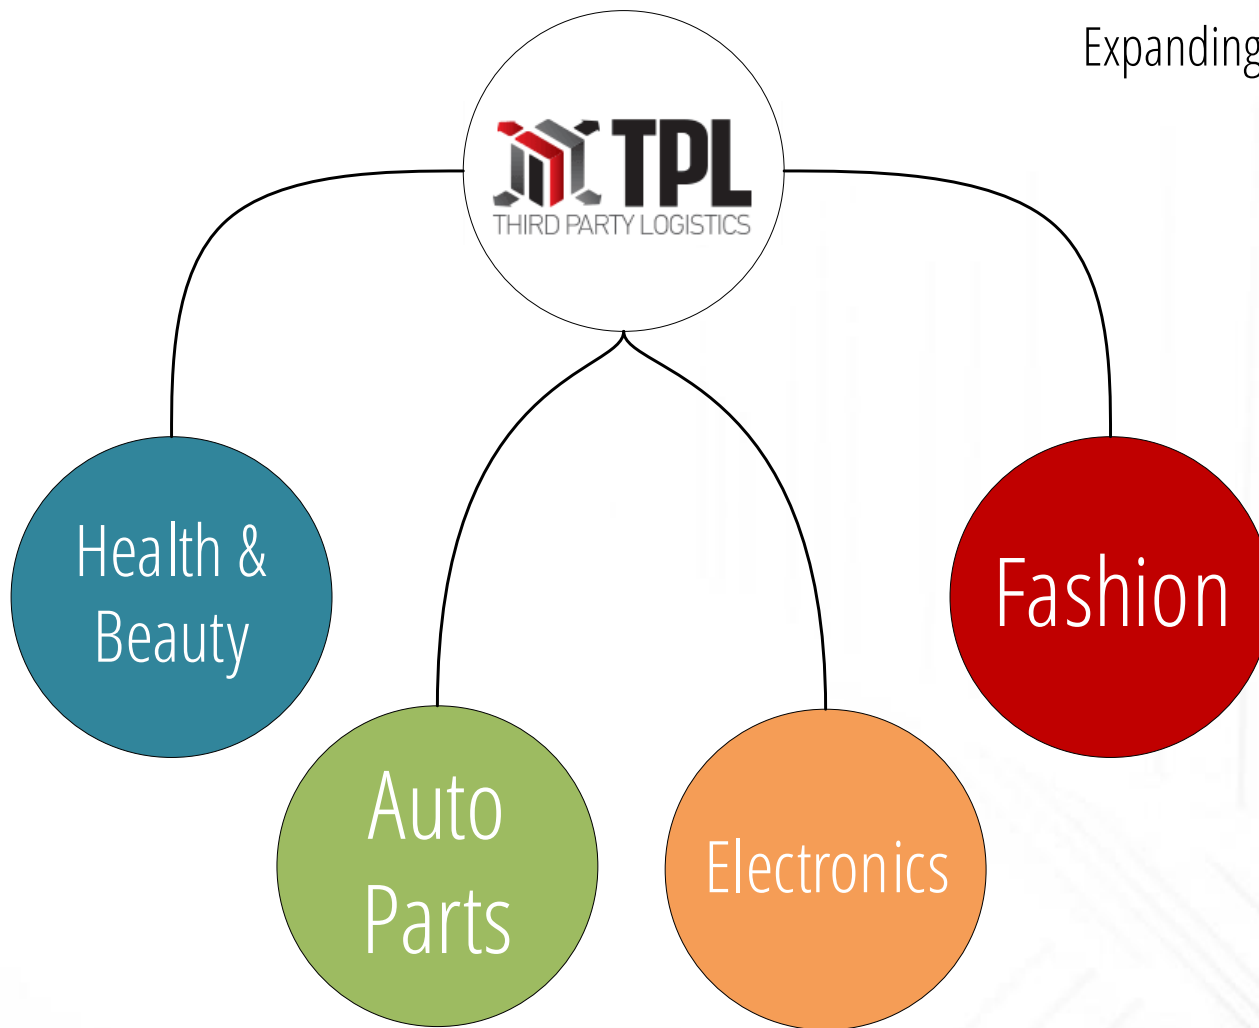 Expanding
TPL
THIRD PARTY LOGISTICS
Health &
Beauty
Fashion
Auto
Parts
Electronics